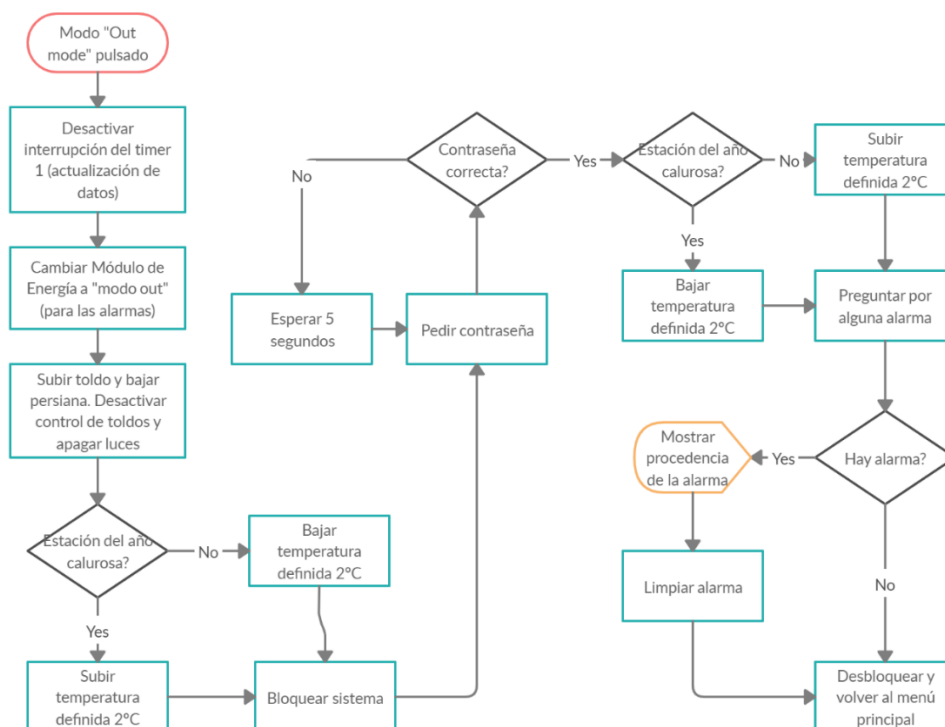 Modo "Out
mode" pulsado
Desactivar
interrupción del timer
1 (actualización de
datos)
Cambiar Módulo de
Energía a "modo out"
(para las alarmas)
Subir toldo y bajar
persiana. Desactivar
control de toldos y
apagar luces
Estación del año
calurosa?
No
Bajar
temperatura
definida 2ºC
Yes
Subir
temperatura
definida 2ºC
Bloquear sistema
Pedir contraseña
Contraseña
correcta?
No
Esperar 5
segundos
Yes
Estación del año
calurosa?
No
Subir
temperatura
definida 2ºC
Yes
Bajar
temperatura
definida 2ºC
Preguntar por
alguna alarma
Hay alarma?
Yes
Mostrar
procedencia
de la alarma
Limpiar alarma
No
Desbloquear y
volver al menú
principal